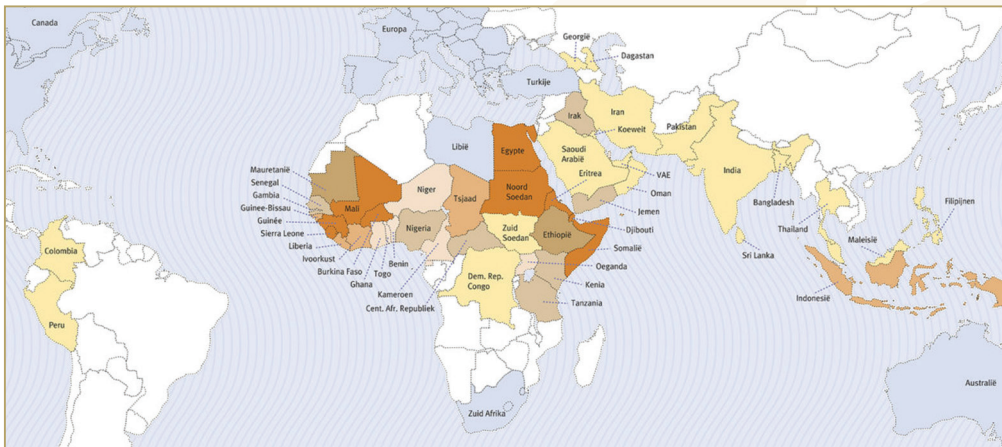 Canada
Europa
Georgië
Dagastan
Turkije
Irak
Iran
Koeweit
Pakistan
Libië
Egypte
Saoudi
Arabië
India
Eritrea
VAE
Oman
Jemen
Bangladesh
Filipijnen
Mauretanië
Senegal
Gambia
Guinee-Bissau
Guinée
Sierra Leone
Liberia
Ivoorkust
Burkina Faso
Ghana
Togo
Benin
Kameroen
Cent. Afr. Republiek
Mali
Niger
Tsjaad
Noord
Soedan
Nigeria
Zuid
Soedan
Ethiopië
Djibouti
Somalië
Oeganda
Kenia
Tanzania
Dem. Rep.
Congo
Thailand
Sri Lanka
Maleisië
Indonesië
Colombia
Peru
Zuid Afrika
Australië